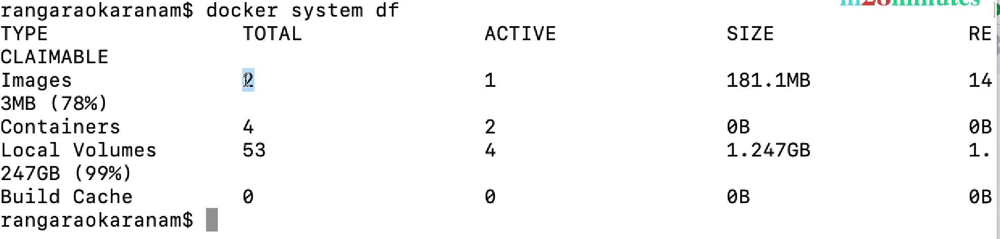 in28minutes
rangaraokaranam$ docker system df
TYPE TOTAL ACTIVE SIZE RE
CLAIMABLE
Images 2 1 181.1MB 14
3MB (78%)
Containers 4 2 0B 0B
Local Volumes 53 4 1.247GB 1.
247GB (99%)
Build Cache 0 0 0B 0B
rangaraokaranam$